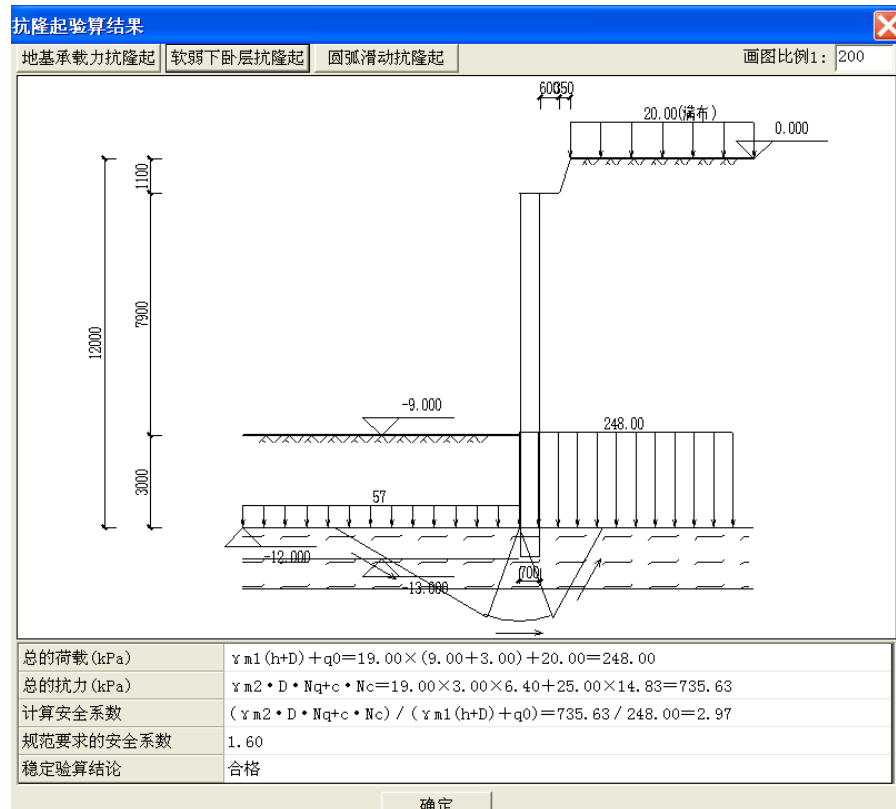 抗隆起验算结果
地基承载力抗隆起 软弱下卧层抗隆起 圆弧滑动抗隆起 画图比例1: 200
600 350
20.00(满布)
0.000
1100
7900
12000
-9.000
248.00
3000
57
-12.000
700
-13.000
总的荷载(kPa) γm1(h+D)+q0=19.00×(9.00+3.00)+20.00=248.00
总的抗力(kPa) γm2•D•Nq+c•Nc=19.00×3.00×6.40+25.00×14.83=735.63
计算安全系数 (γm2•D•Nq+c•Nc)/(γm1(h+D)+q0)=735.63/248.00=2.97
规范要求的安全系数 1.60
稳定验算结论 合格
确定